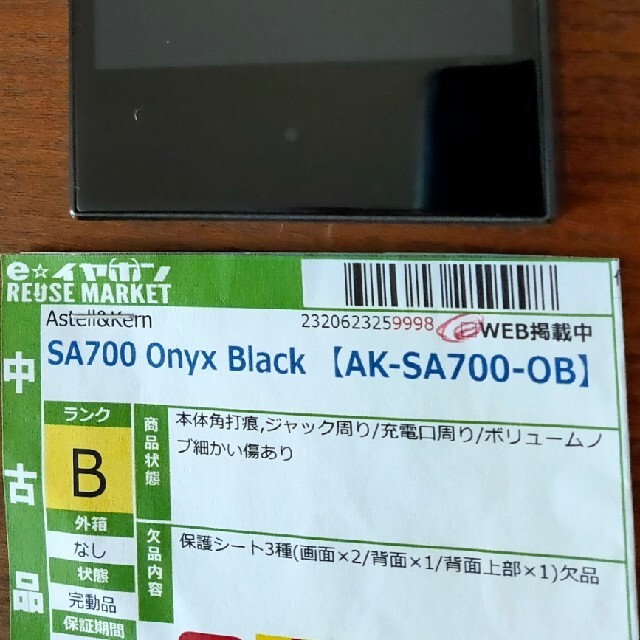 e☆イヤホン
REUSE MARKET
Astell&Kern
2320623259998
WEB掲載中
SA700 Onyx Black 【AK-SA700-OB】
中古品
ランク
B
商品状態
本体角打痕,ジャック周り/充電口周り/ボリュームノ
ブ細かい傷あり
外箱
なし
欠品内容
保護シート3種(画面×2/背面×1/背面上部×1)欠品
状態
完動品
保証期間